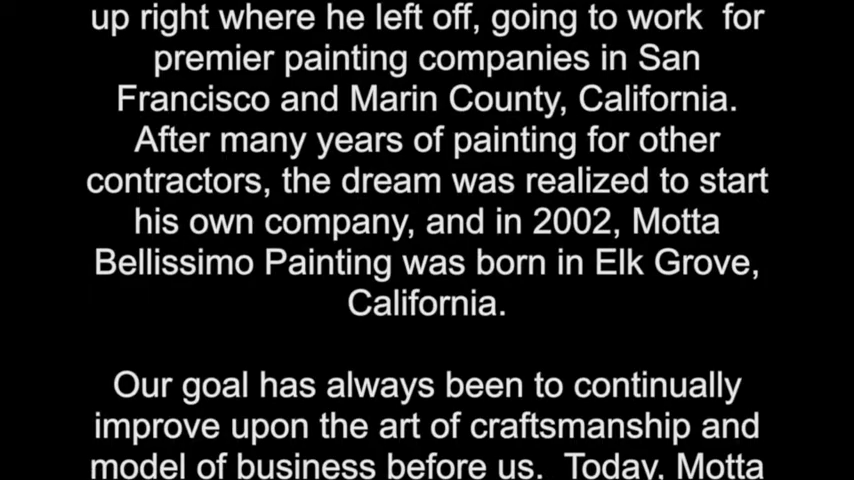 up right where he left off, going to work  for
premier painting companies in San
Francisco and Marin County, California.
After many years of painting for other
contractors, the dream was realized to start
his own company, and in 2002, Motta
Bellissimo Painting was born in Elk Grove,
California.
Our goal has always been to continually
improve upon the art of craftsmanship and
model of business before us.  Today, Motta